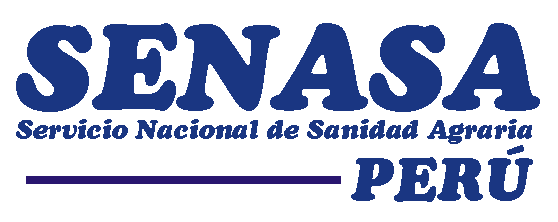 SENASA
Servicio Nacional de Sanidad Agraria
PERÚ